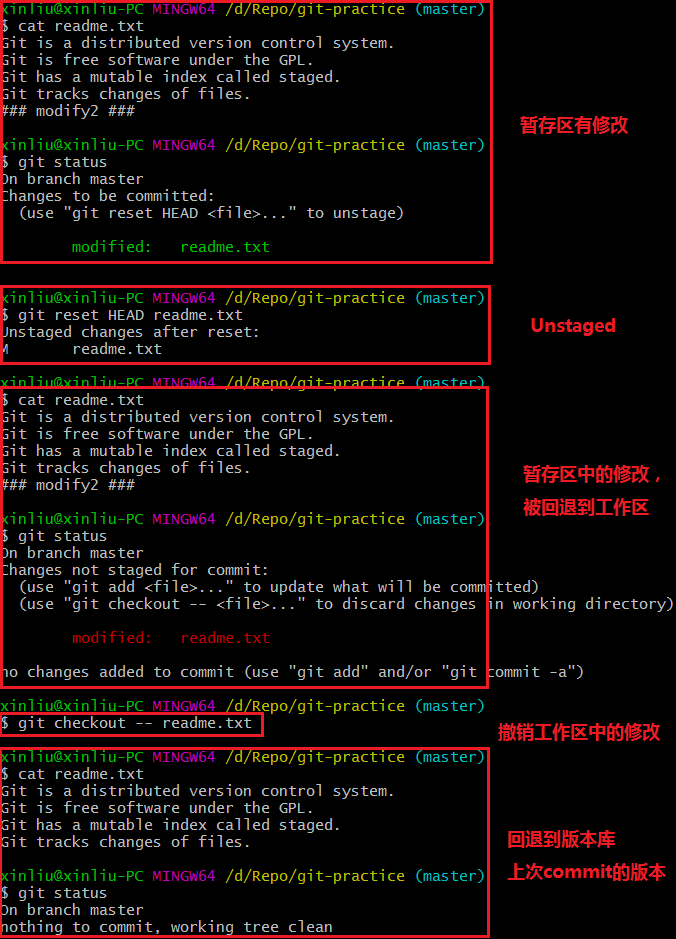 xinliu@xinliu-PC MINGW64 /d/Repo/git-practice (master)
$ cat readme.txt
Git is a distributed version control system.
Git is free software under the GPL.
Git has a mutable index called staged.
Git tracks changes of files.
### modify2 ###
暂存区有修改
xinliu@xinliu-PC MINGW64 /d/Repo/git-practice (master)
$ git status
On branch master
Changes to be committed:
  (use "git reset HEAD <file>..." to unstage)
        modified:   readme.txt
xinliu@xinliu-PC MINGW64 /d/Repo/git-practice (master)
$ git reset HEAD readme.txt
Unstaged changes after reset:
M       readme.txt
Unstaged
xinliu@xinliu-PC MINGW64 /d/Repo/git-practice (master)
$ cat readme.txt
Git is a distributed version control system.
Git is free software under the GPL.
Git has a mutable index called staged.
Git tracks changes of files.
### modify2 ###
暂存区中的修改，
被回退到工作区
xinliu@xinliu-PC MINGW64 /d/Repo/git-practice (master)
$ git status
On branch master
Changes not staged for commit:
  (use "git add <file>..." to update what will be committed)
  (use "git checkout -- <file>..." to discard changes in working directory)
        modified:   readme.txt
no changes added to commit (use "git add" and/or "git commit -a")
xinliu@xinliu-PC MINGW64 /d/Repo/git-practice (master)
$ git checkout -- readme.txt
撤销工作区中的修改
xinliu@xinliu-PC MINGW64 /d/Repo/git-practice (master)
$ cat readme.txt
Git is a distributed version control system.
Git is free software under the GPL.
Git has a mutable index called staged.
Git tracks changes of files.
回退到版本库
上次commit的版本
xinliu@xinliu-PC MINGW64 /d/Repo/git-practice (master)
$ git status
On branch master
nothing to commit, working tree clean